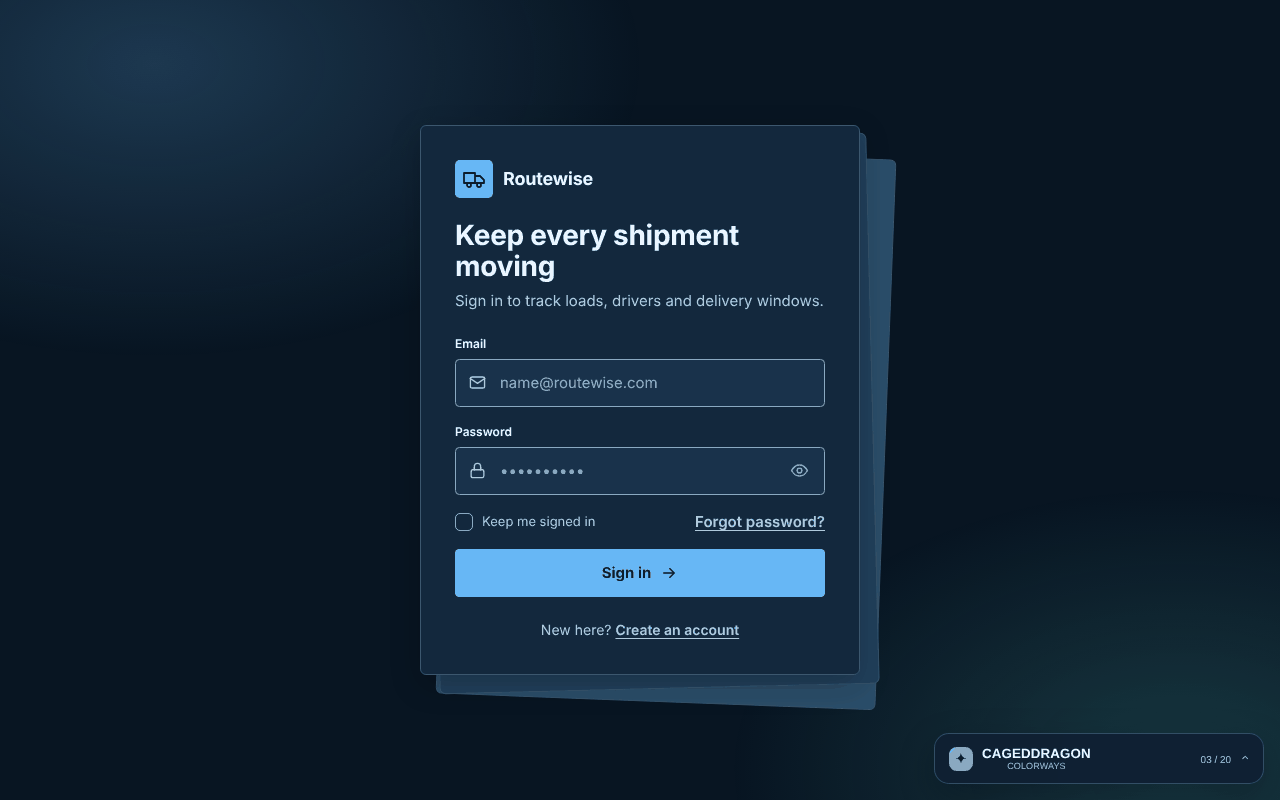 Routewise
Keep every shipment
moving
Sign in to track loads, drivers and delivery windows.
Email
name@routewise.com
Password
••••••••••
Keep me signed in
Forgot password?
Sign in →
New here? Create an account
CAGEDDRAGON
COLORWAYS
03 / 20